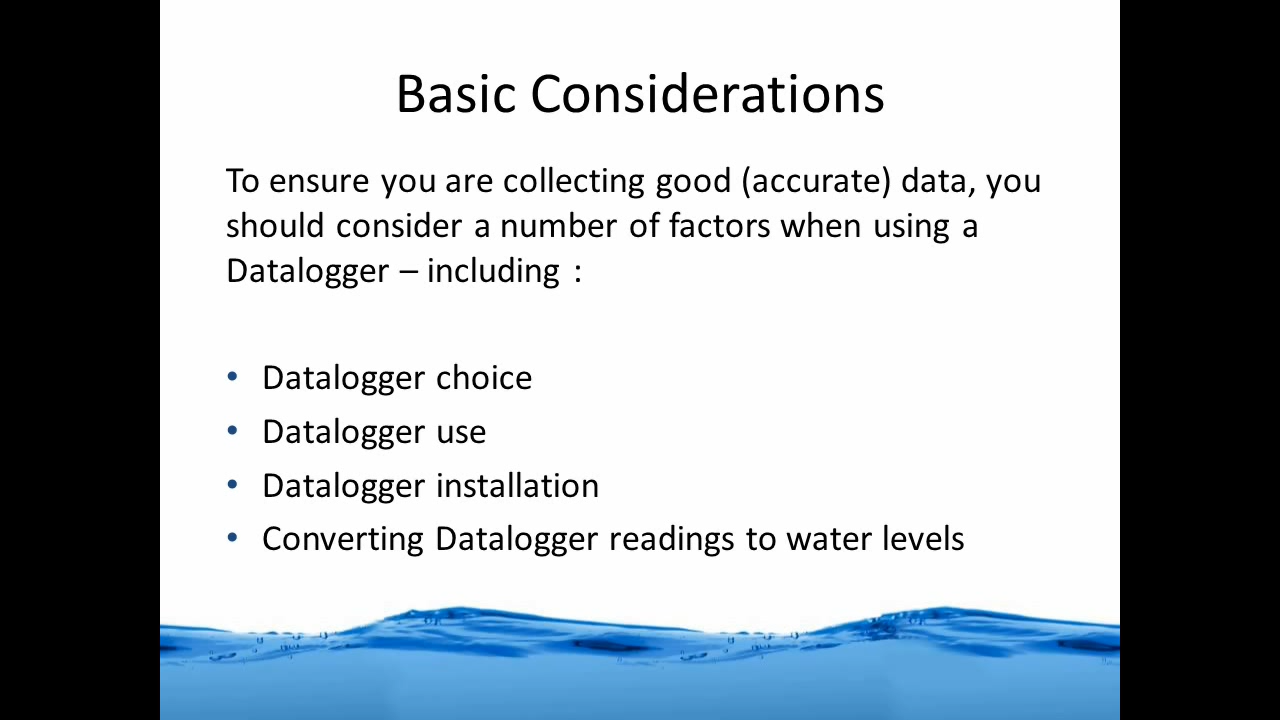 Basic Considerations
To ensure you are collecting good (accurate) data, you
should consider a number of factors when using a
Datalogger – including :
• Datalogger choice
• Datalogger use
• Datalogger installation
• Converting Datalogger readings to water levels